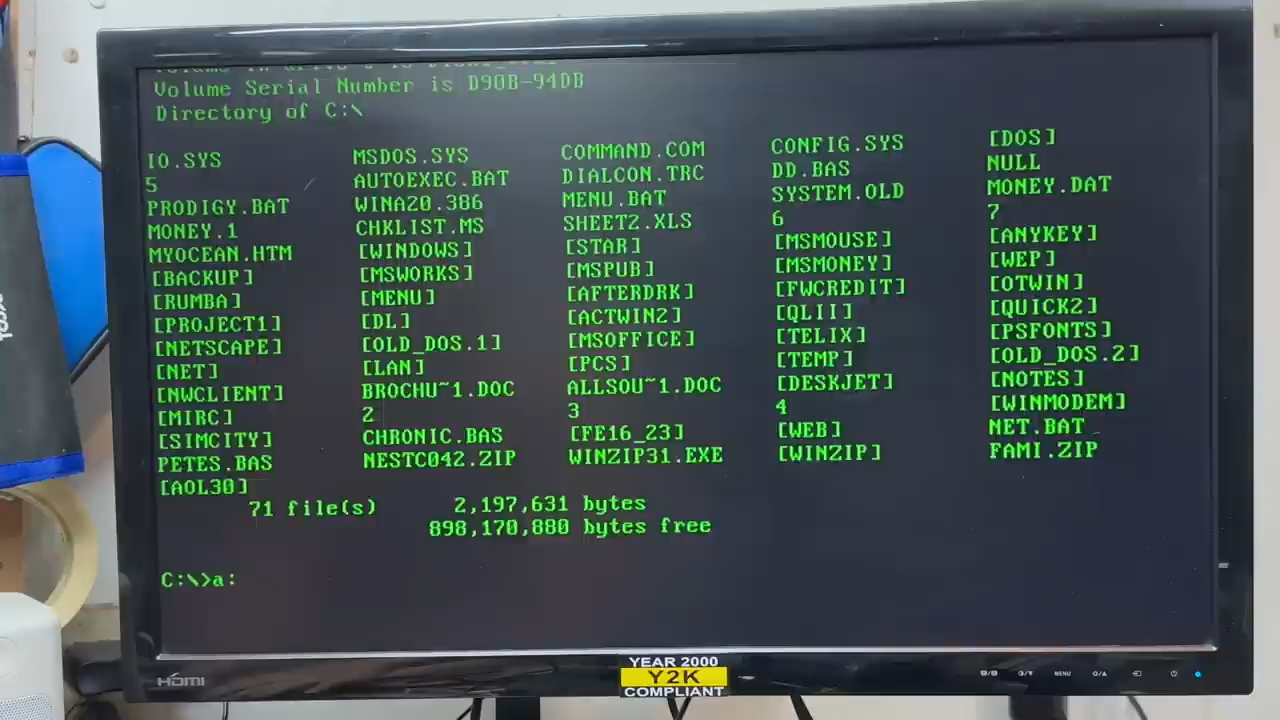 Volume Serial Number is D90B-94DB
Directory of C:\
IO.SYS MSDOS.SYS COMMAND.COM CONFIG.SYS [DOS]
5 AUTOEXEC.BAT DIALCON.TRC DD.BAS NULL
PRODIGY.BAT WINA20.386 MENU.BAT SYSTEM.OLD MONEY.DAT
MONEY.1 CHKLIST.MS SHEET2.XLS 6 7
MYOCEAN.HTM [WINDOWS] [STAR] [MSMOUSE] [ANYKEY]
[BACKUP] [MSWORKS] [MSPUB] [MSMONEY] [WEP]
[RUMBA] [MENU] [AFTERDRK] [FWCREDIT] [OTWIN]
[PROJECT1] [DL] [ACTWIN2] [QLII] [QUICK2]
[NETSCAPE] [OLD_DOS.1] [MSOFFICE] [TELIX] [PSFONTS]
[NET] [LAN] [PCS] [TEMP] [OLD_DOS.2]
[NWCLIENT] BROCHU~1.DOC ALLSOU~1.DOC [DESKJET] [NOTES]
[MIRC] 2 3 4 [WINMODEM]
[SIMCITY] CHRONIC.BAS [FE16_23] [WEB] NET.BAT
PETES.BAS NESTC042.ZIP WINZIP31.EXE [WINZIP] FAMI.ZIP
[AOL30]
71 file(s) 2,197,631 bytes
898,170,880 bytes free
C:\>a:
HDMI
YEAR 2000
Y2K
COMPLIANT
MENU